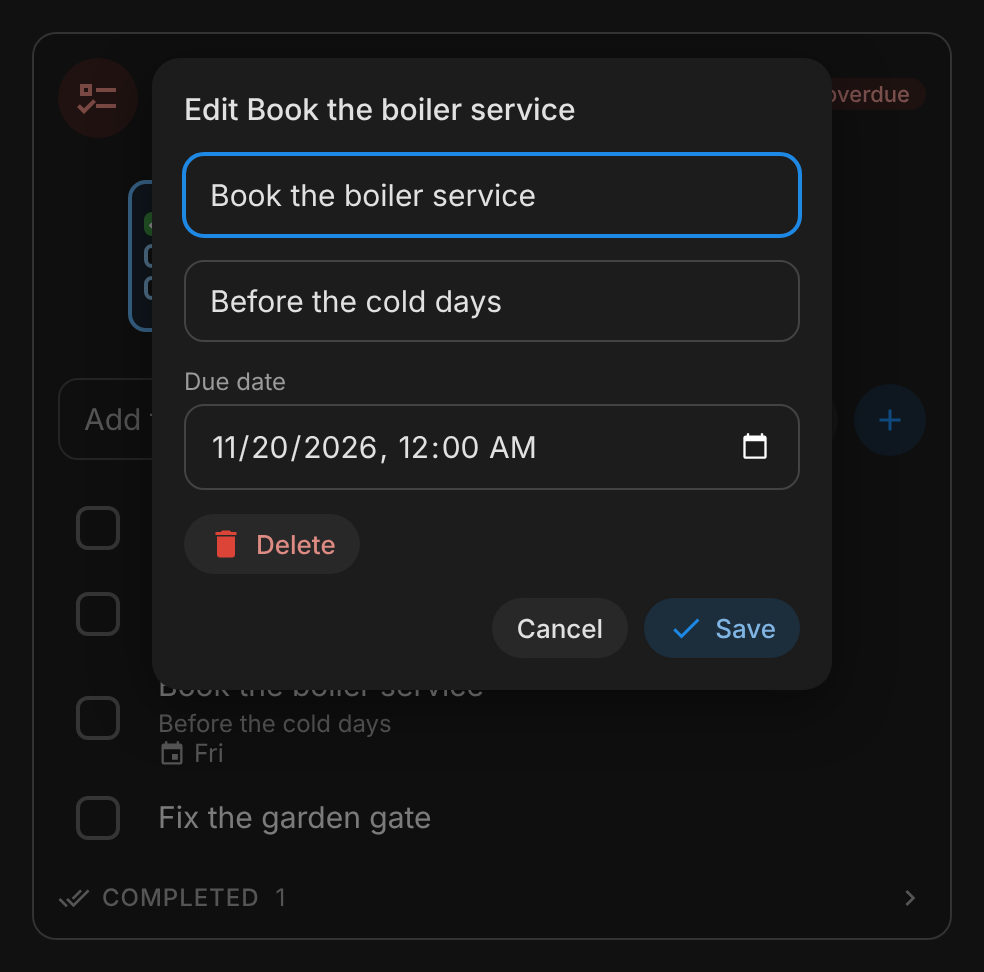 Edit Book the boiler service
overdue
Book the boiler service
Before the cold days
Due date
Add
11/20/2026, 12:00 AM
Delete
Cancel
Save
Book the boiler service
Before the cold days
Fri
Fix the garden gate
COMPLETED 1